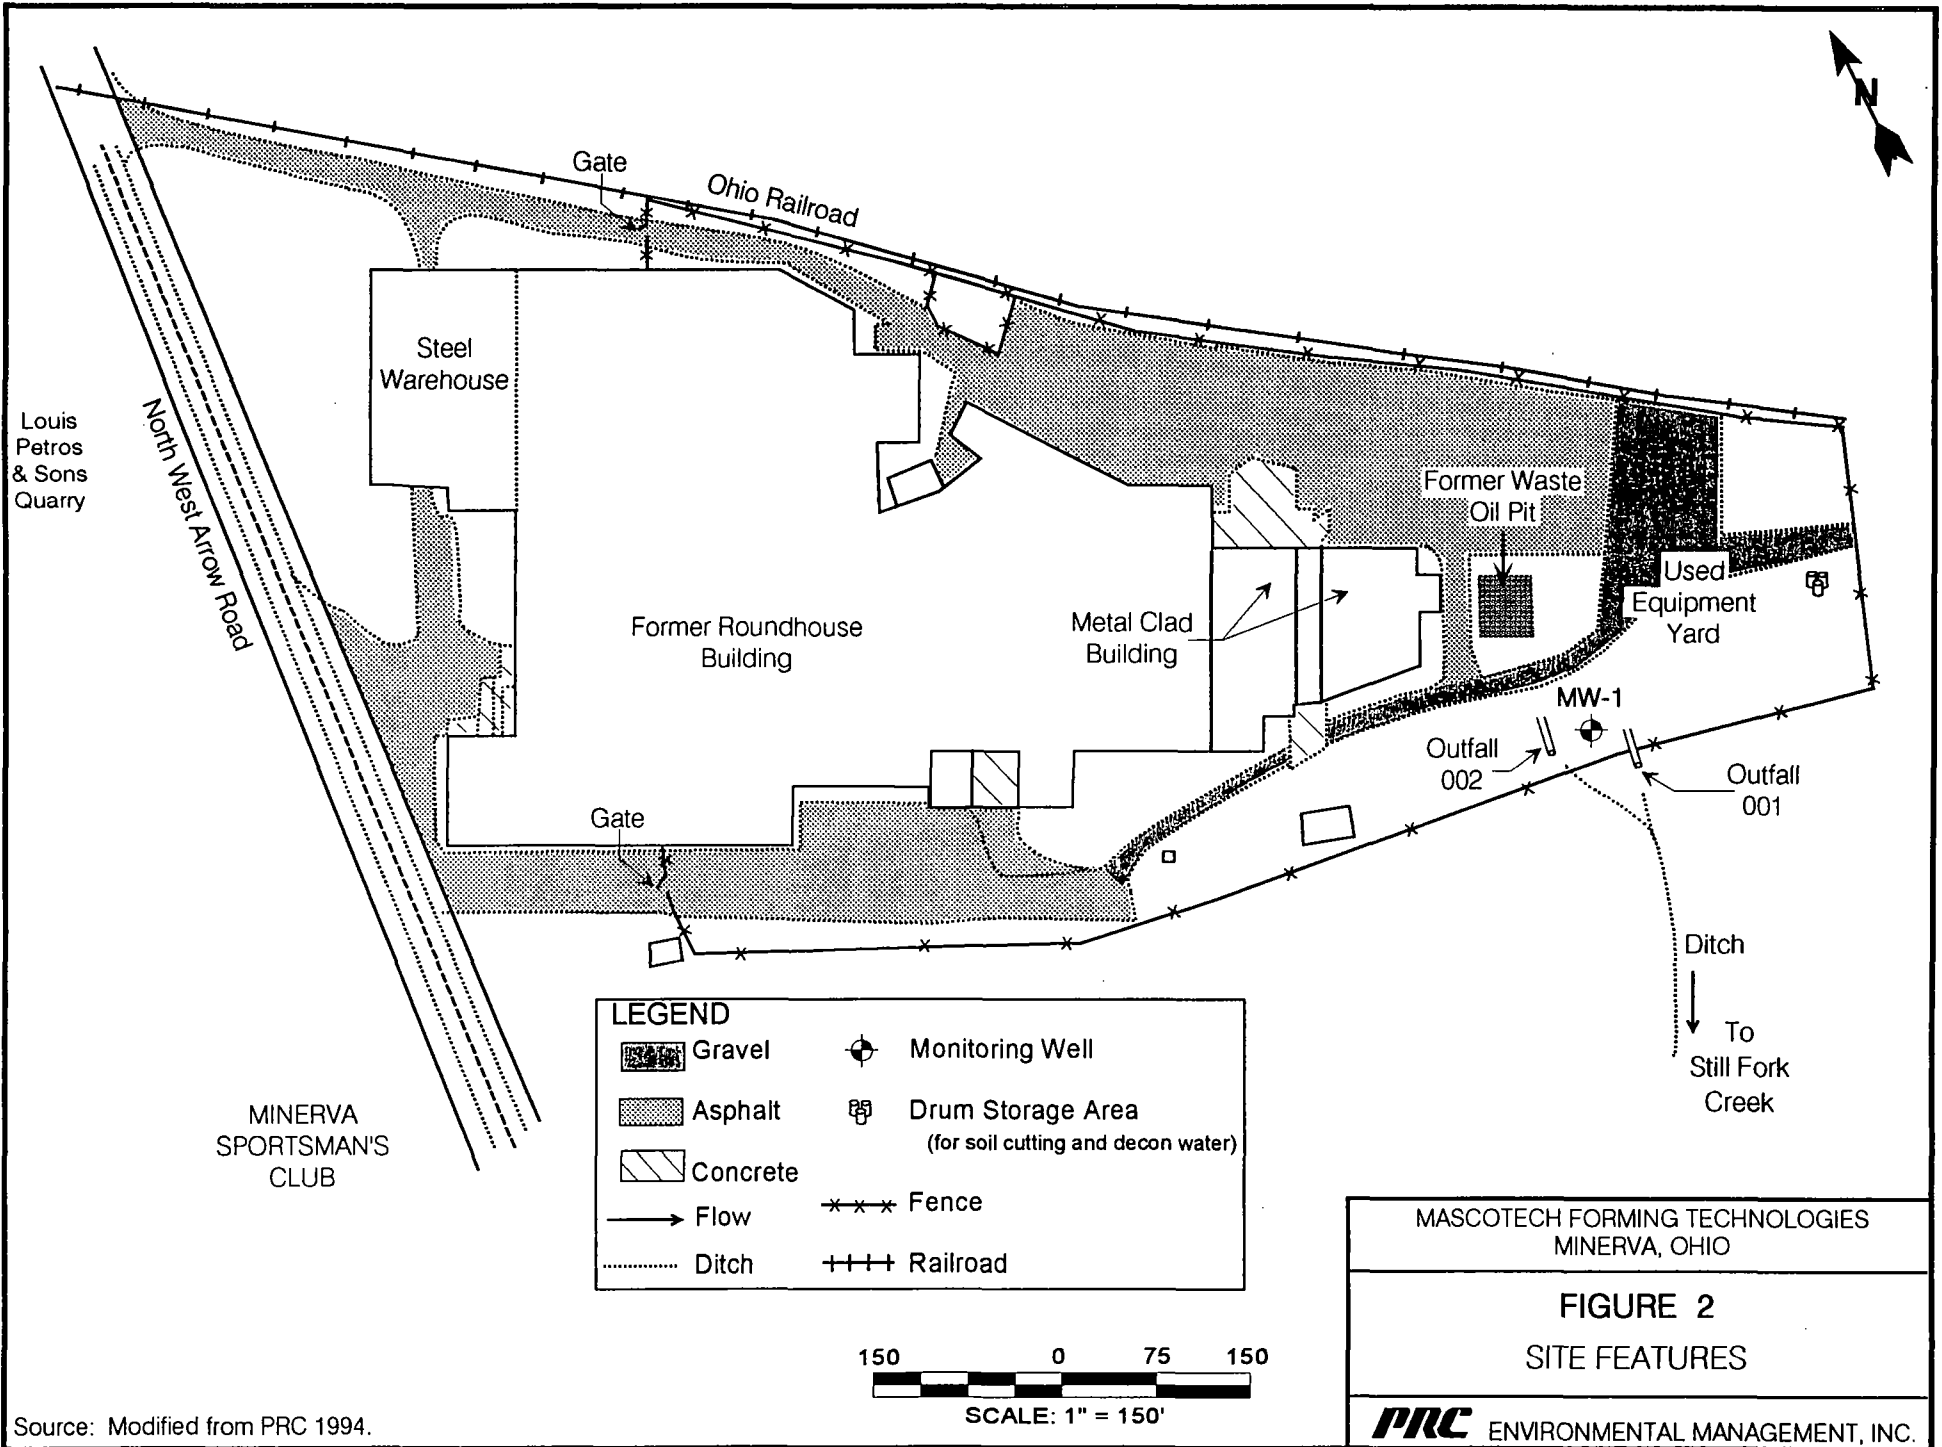 N
Gate
Ohio Railroad
Steel
Warehouse
Louis
Petros
& Sons
Quarry
North West Arrow Road
Former Waste
Oil Pit
Used
Equipment
Yard
Former Roundhouse
Building
Metal Clad
Building
MW-1
Outfall
002
Outfall
001
Gate
Ditch
To
Still Fork
Creek
MINERVA
SPORTSMAN'S
CLUB
LEGEND
Gravel
Monitoring Well
Asphalt
Drum Storage Area
(for soil cutting and decon water)
Concrete
Flow
Fence
Ditch
Railroad
150 0 75 150
SCALE: 1" = 150'
MASCOTECH FORMING TECHNOLOGIES
MINERVA, OHIO
FIGURE 2
SITE FEATURES
PRC ENVIRONMENTAL MANAGEMENT, INC.
Source: Modified from PRC 1994.